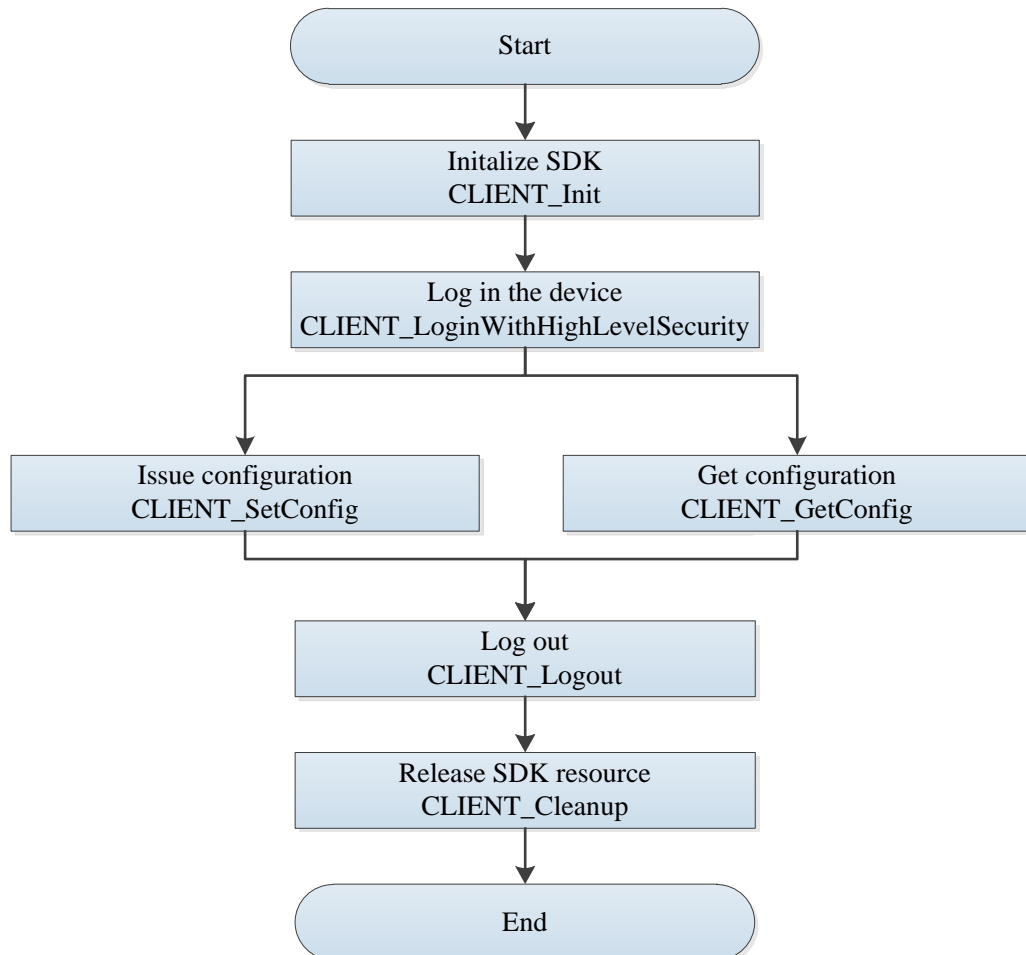 Start
Initalize SDK
CLIENT_Init
Log in the device
CLIENT_LoginWithHighLevelSecurity
Issue configuration
CLIENT_SetConfig
Get configuration
CLIENT_GetConfig
Log out
CLIENT_Logout
Release SDK resource
CLIENT_Cleanup
End